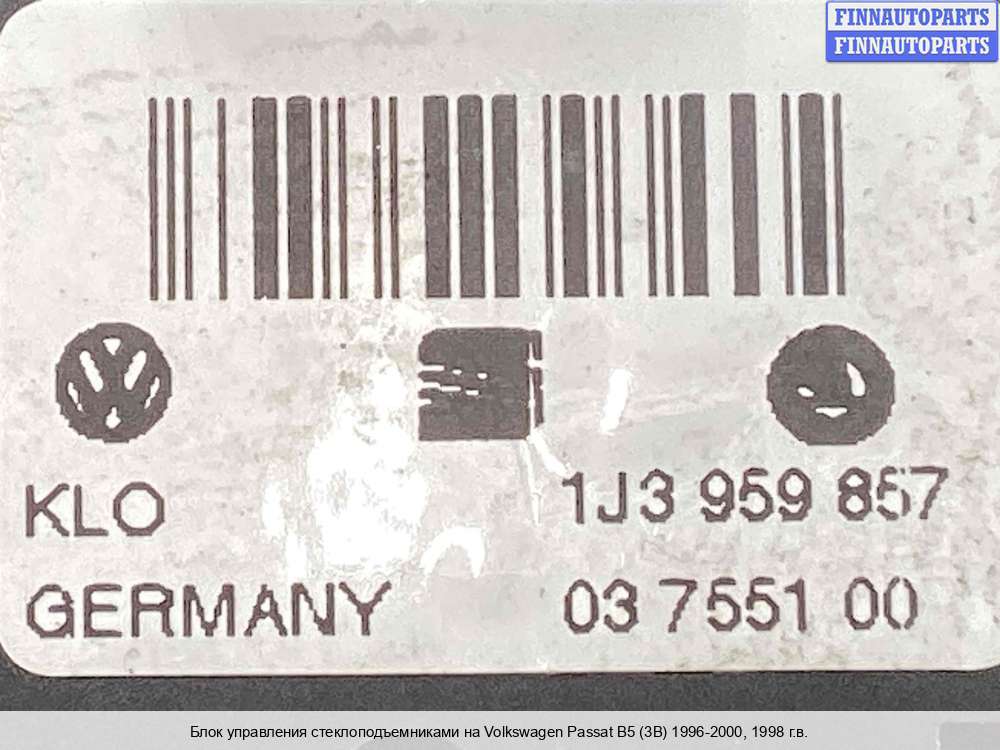 FINNAUTOPARTS
FINNAUTOPARTS
KLO
1J3 959 857
GERMANY
03 7551 00
Блок управления стеклоподъемниками на Volkswagen Passat B5 (3B) 1996-2000, 1998 г.в.